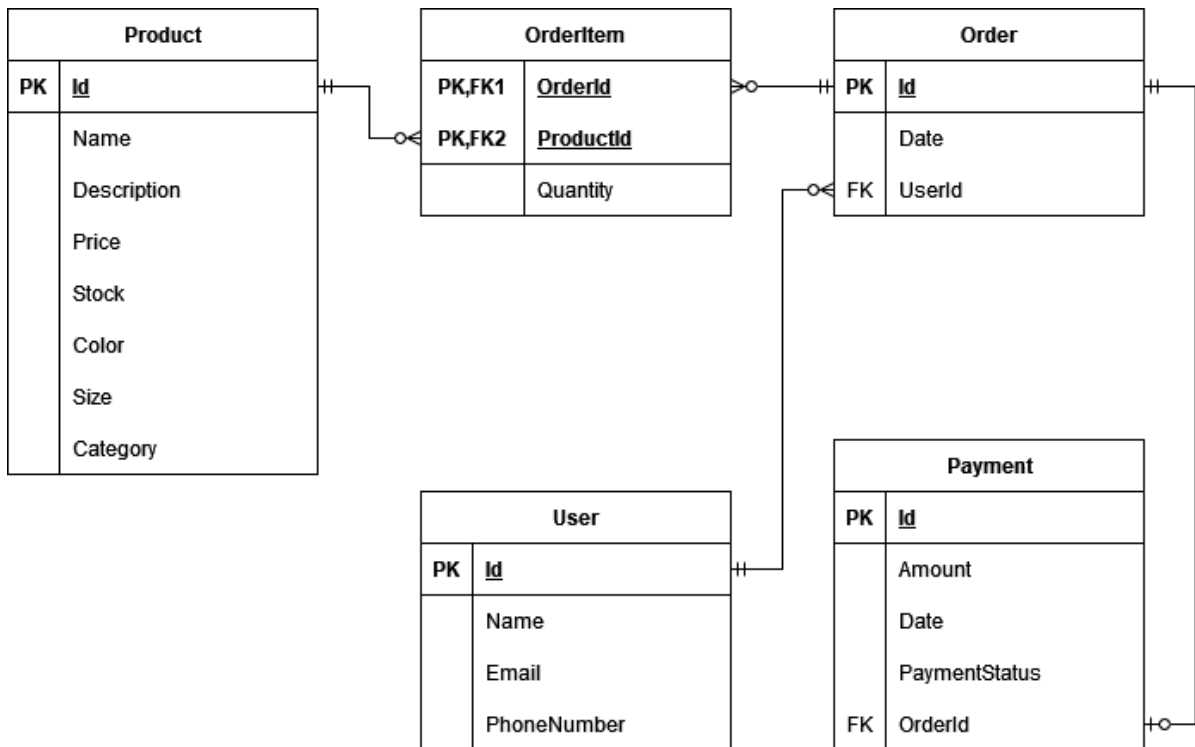 Product
PK Id
Name
Description
Price
Stock
Color
Size
Category
OrderItem
PK,FK1 OrderId
PK,FK2 ProductId
Quantity
Order
PK Id
Date
FK UserId
User
PK Id
Name
Email
PhoneNumber
Payment
PK Id
Amount
Date
PaymentStatus
FK OrderId